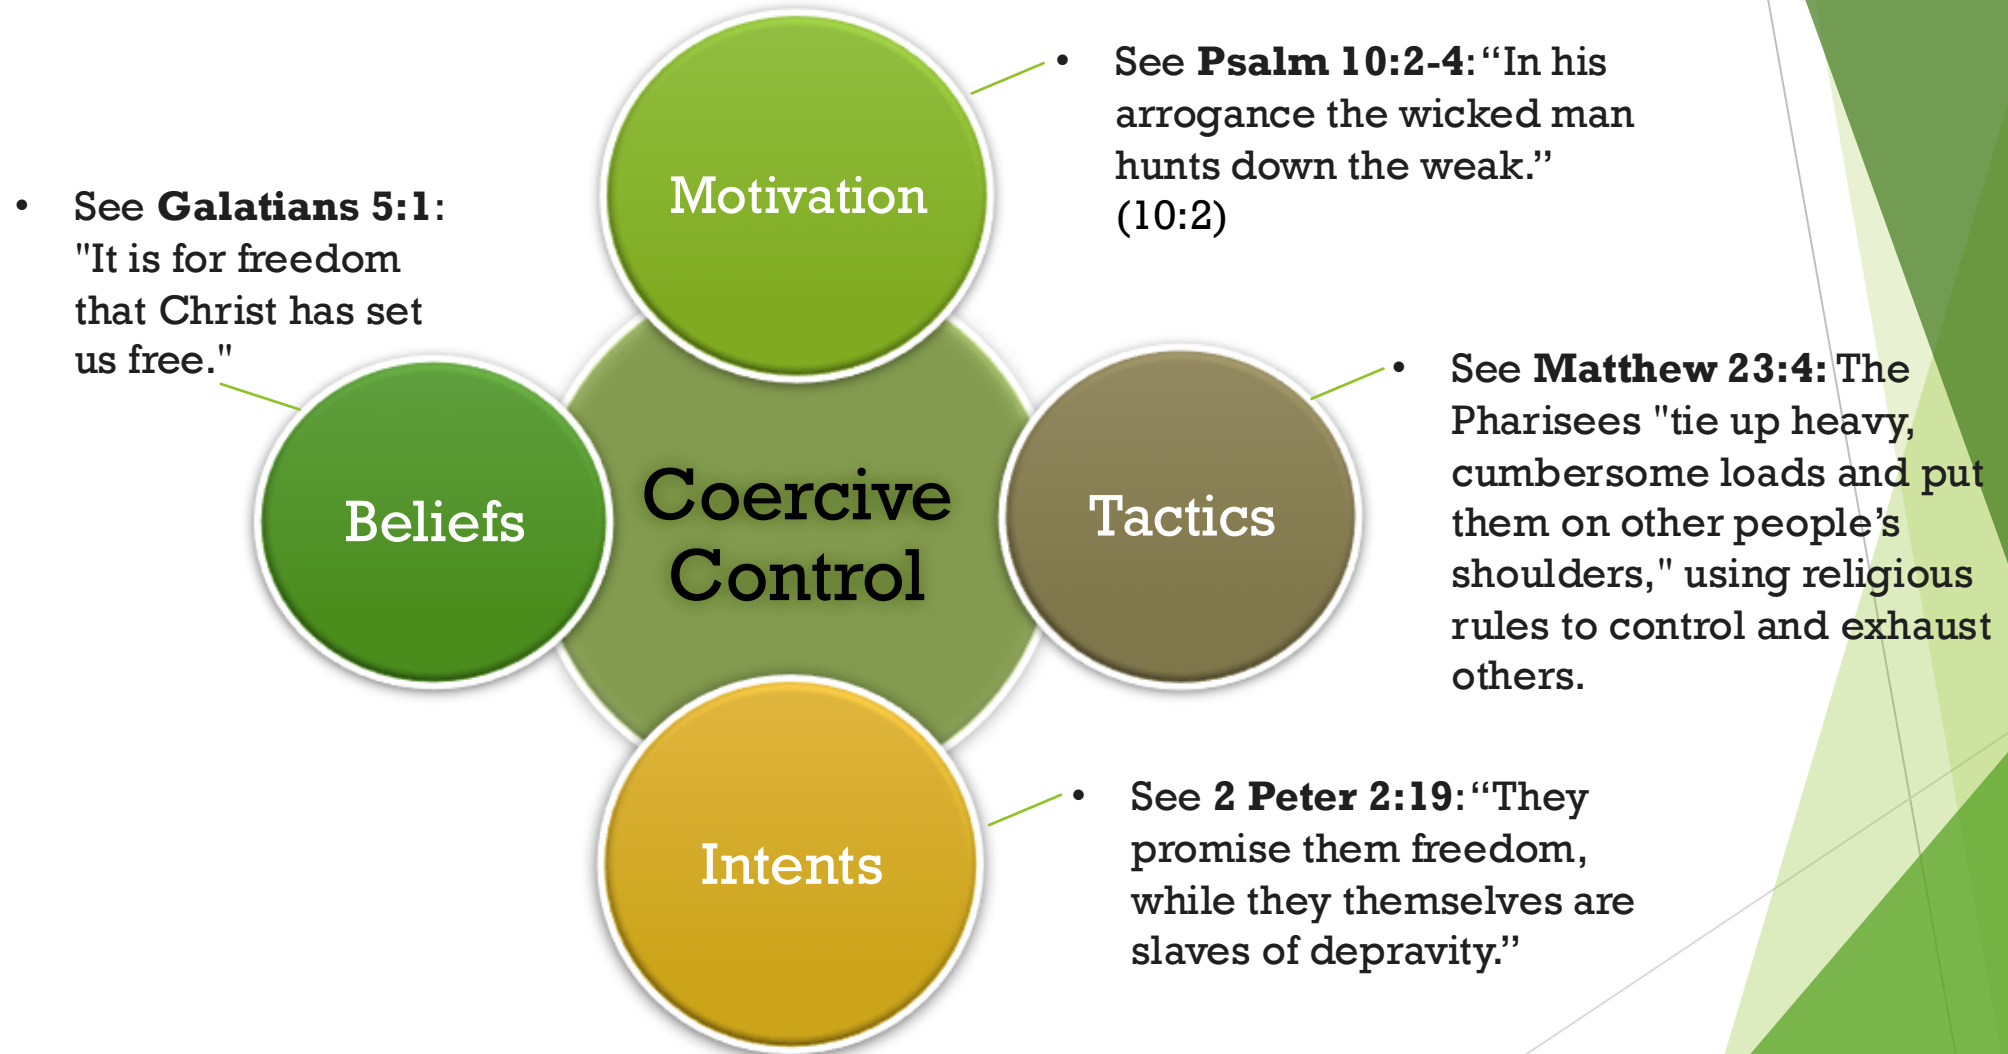 Motivation
• See Psalm 10:2-4: “In his
arrogance the wicked man
hunts down the weak.”
(10:2)
• See Galatians 5:1:
"It is for freedom
that Christ has set
us free."
Beliefs
Coercive
Control
Tactics
• See Matthew 23:4: The
Pharisees "tie up heavy,
cumbersome loads and put
them on other people’s
shoulders," using religious
rules to control and exhaust
others.
Intents
• See 2 Peter 2:19: “They
promise them freedom,
while they themselves are
slaves of depravity.”